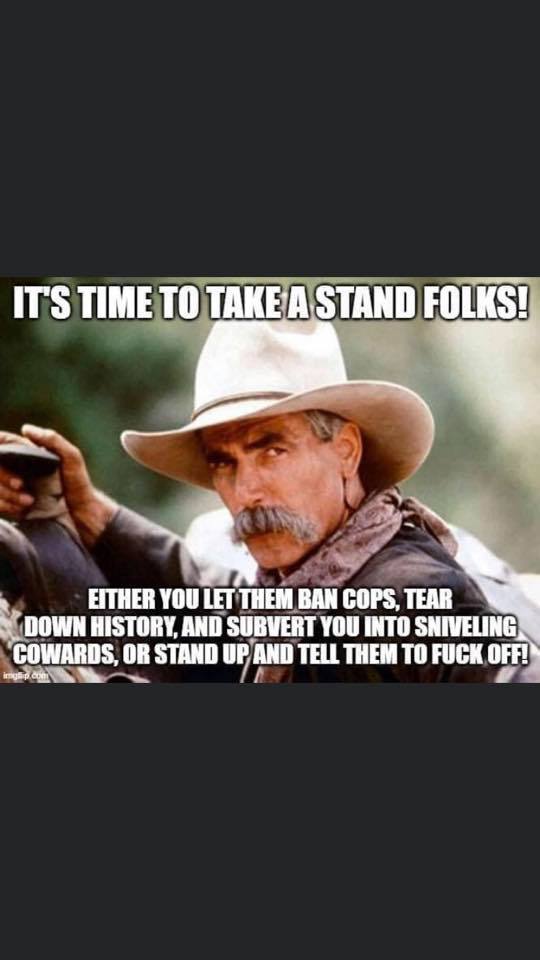 IT'S TIME TO TAKE A STAND FOLKS!
EITHER YOU LET THEM BAN COPS, TEAR
DOWN HISTORY, AND SUBVERT YOU INTO SNIVELING
COWARDS, OR STAND UP AND TELL THEM TO FUCK OFF!
imgflip.com